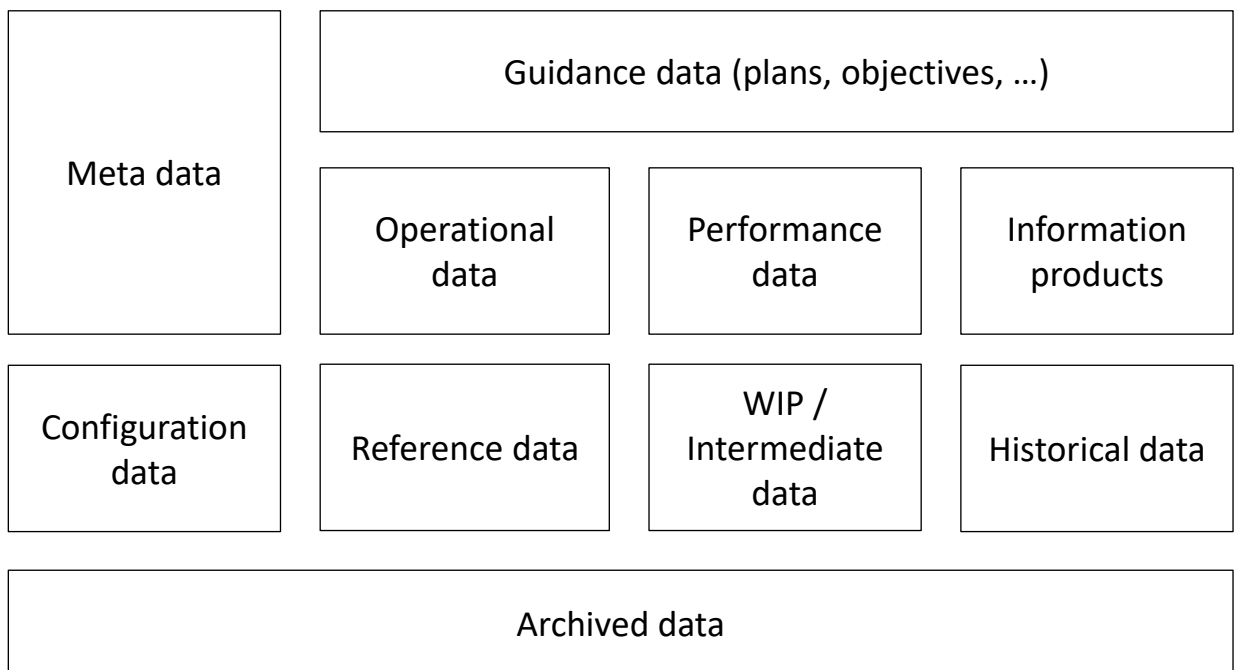 Meta data
Guidance data (plans, objectives, …)
Operational
data
Performance
data
Information
products
Configuration
data
Reference data
WIP /
Intermediate
data
Historical data
Archived data